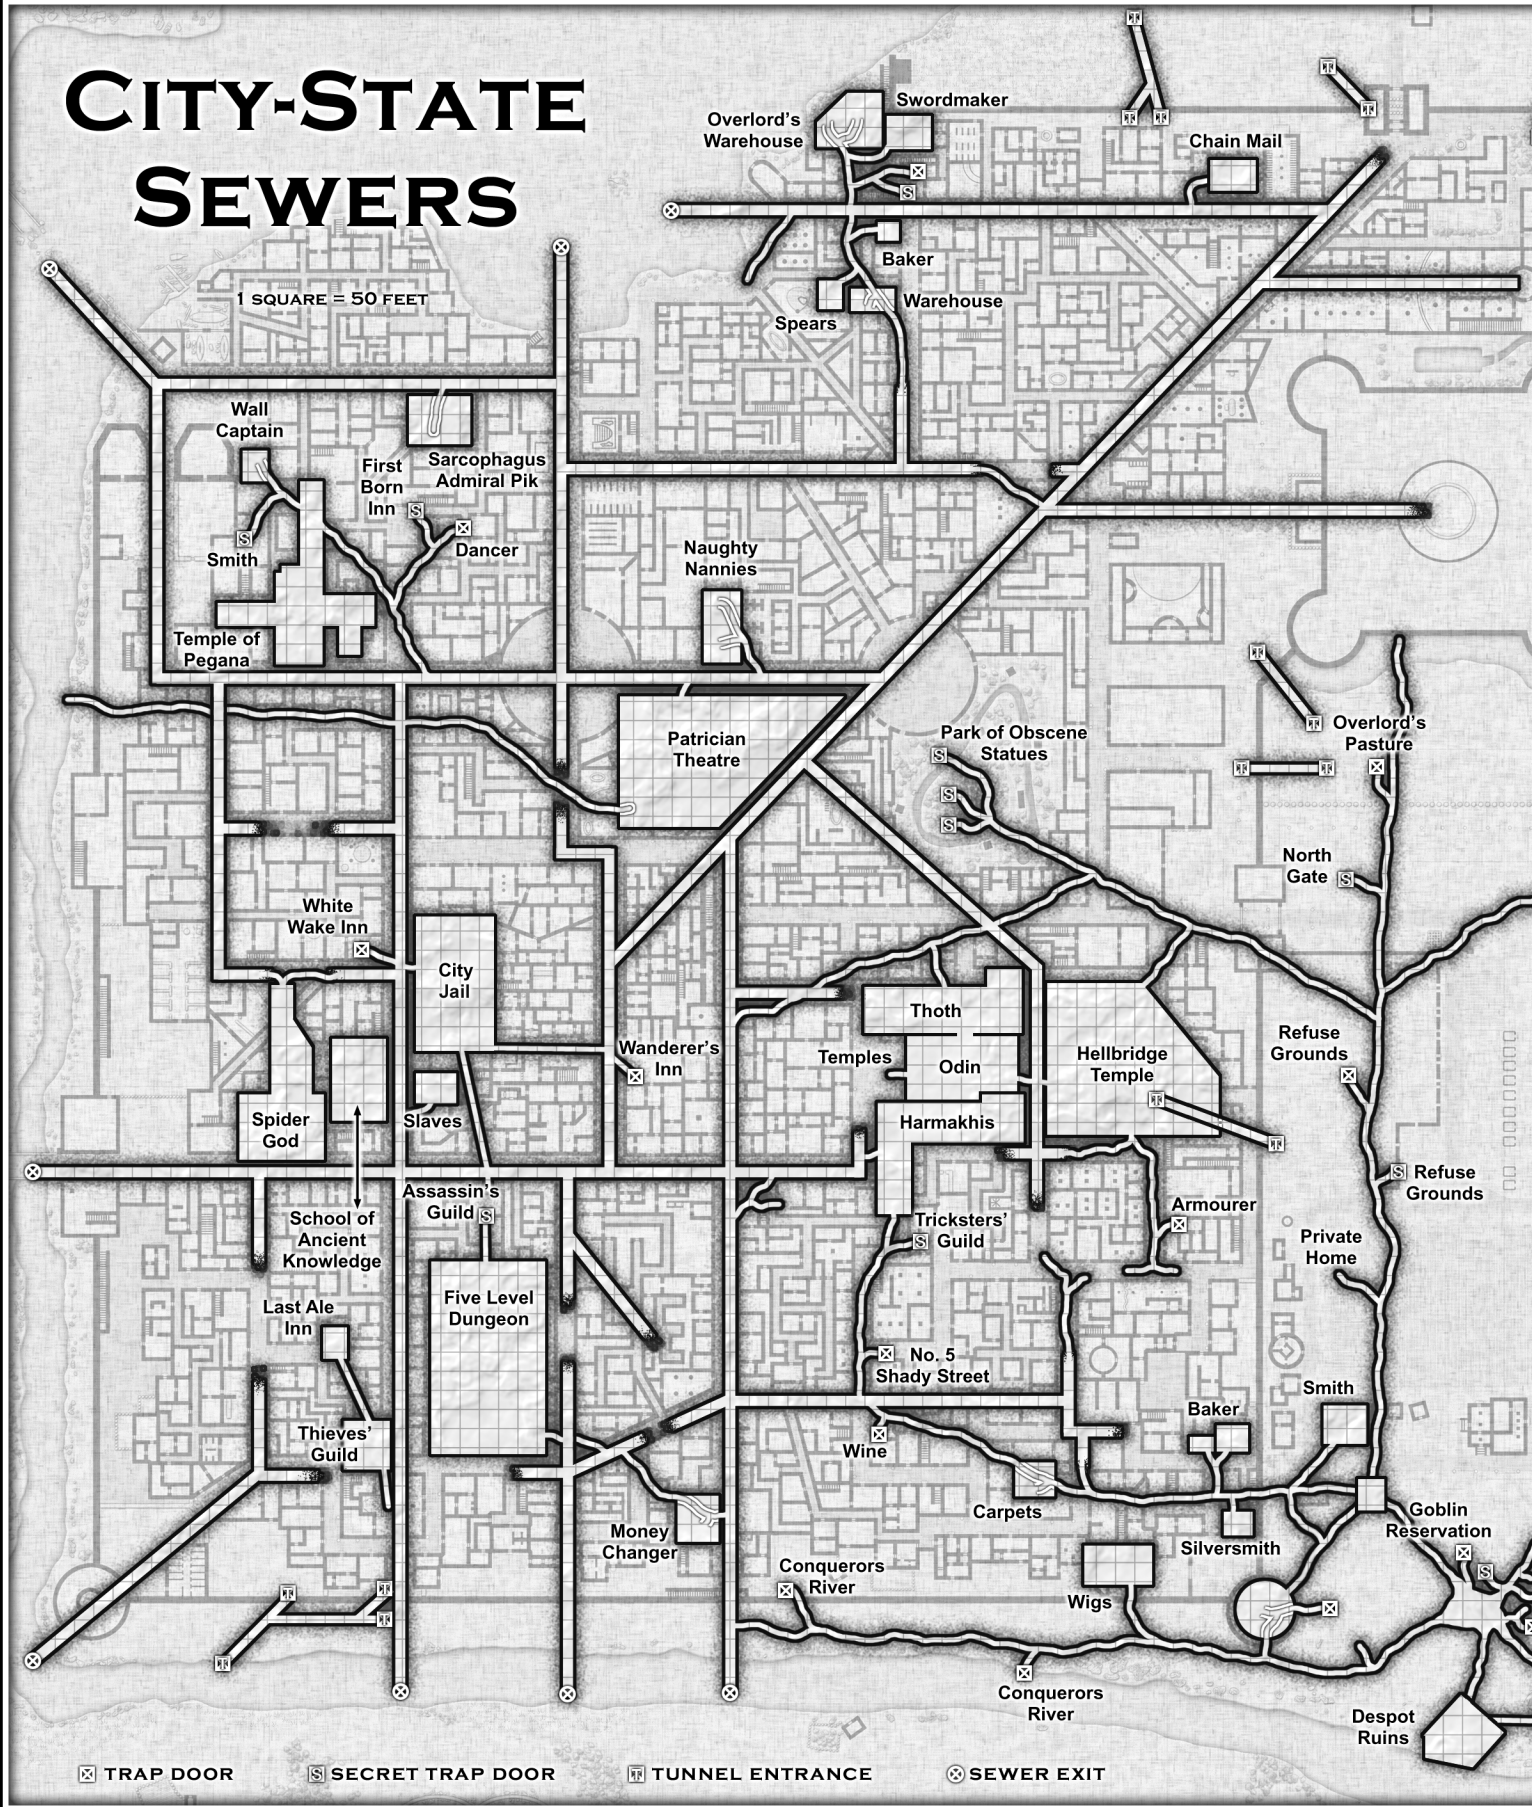 CITY-STATE
SEWERS
Overlord's
Warehouse
Swordmaker
Chain Mail
Baker
1 SQUARE = 50 FEET
Warehouse
Spears
Wall
Captain
First
Born
Inn
Sarcophagus
Admiral Pik
Smith
Dancer
Naughty
Nannies
Temple of
Pegana
Patrician
Theatre
Park of Obscene
Statues
Overlord's
Pasture
North
Gate
White
Wake Inn
City
Jail
Thoth
Temples
Odin
Harmakhis
Hellbridge
Temple
Refuse
Grounds
Wanderer's
Inn
Slaves
Spider
God
Refuse
Grounds
School of
Ancient
Knowledge
Assassin's
Guild
Tricksters'
Guild
Armourer
Private
Home
Last Ale
Inn
Five Level
Dungeon
No. 5
Shady Street
Thieves'
Guild
Wine
Baker
Smith
Carpets
Money
Changer
Silversmith
Goblin
Reservation
Conquerors
River
Wigs
Conquerors
River
Despot
Ruins
T T T T T T T T T T T T T T T T
S S S S S S S S S S S
☒ TRAP DOOR
S SECRET TRAP DOOR
T TUNNEL ENTRANCE
⊗ SEWER EXIT